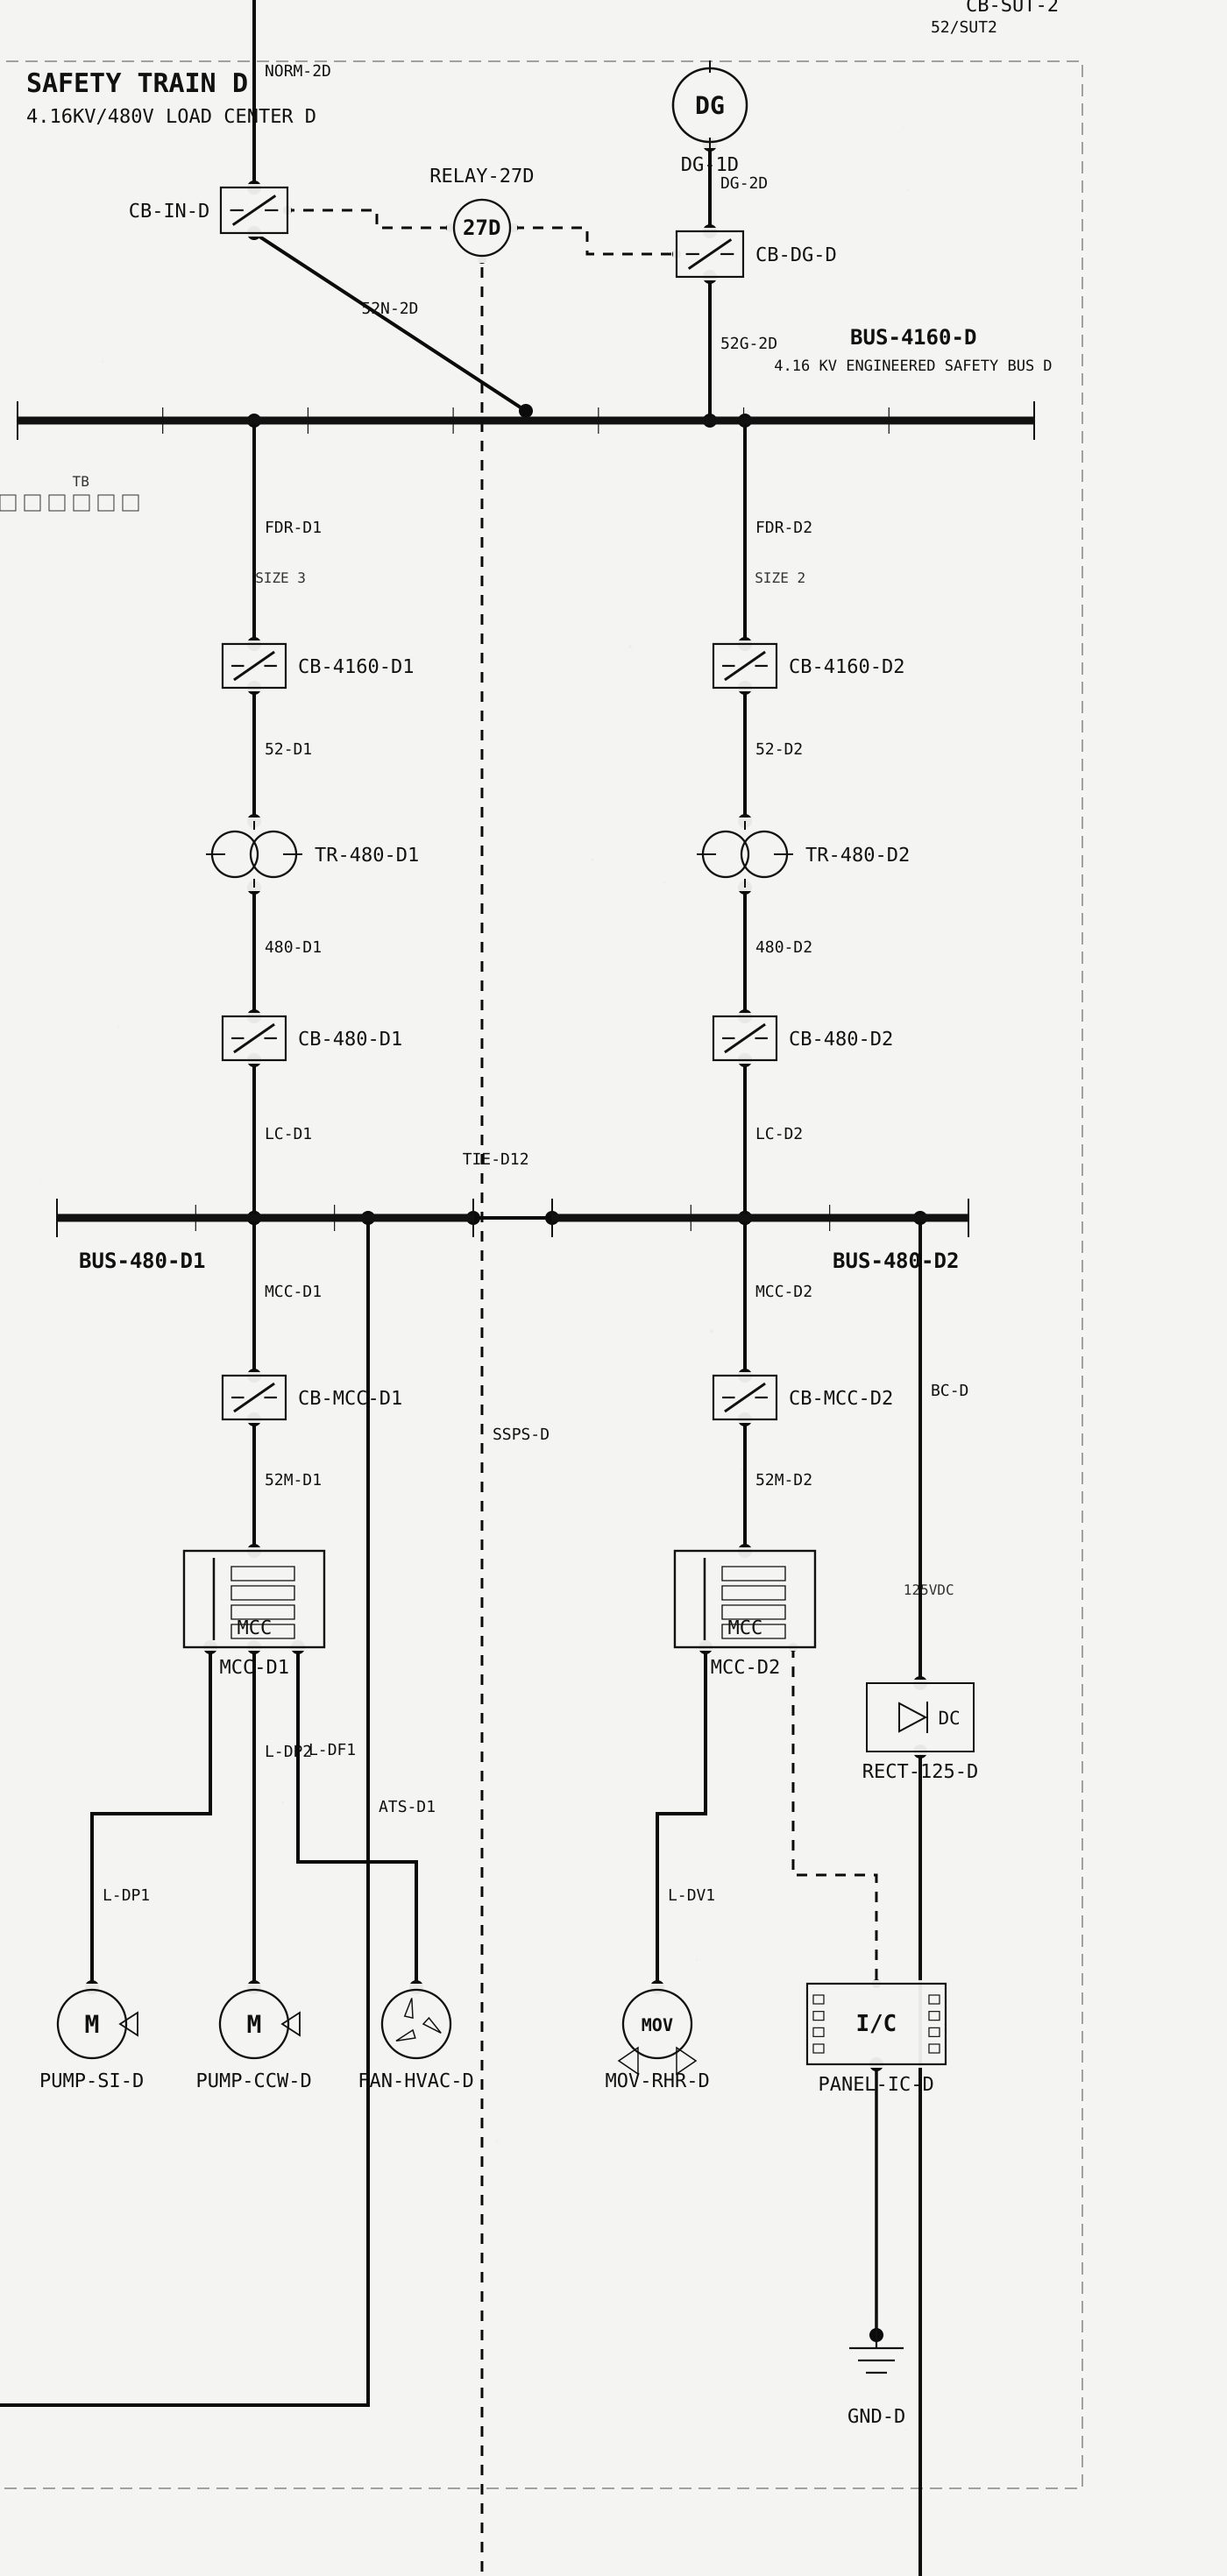 CB-SUT-2
52/SUT2
NORM-2D
SAFETY TRAIN D
4.16KV/480V LOAD CENTER D
DG
DG-1D
DG-2D
RELAY-27D
CB-IN-D
27D
CB-DG-D
52N-2D
52G-2D
BUS-4160-D
4.16 KV ENGINEERED SAFETY BUS D
TB
FDR-D1
FDR-D2
SIZE 3
SIZE 2
CB-4160-D1
CB-4160-D2
52-D1
52-D2
TR-480-D1
TR-480-D2
480-D1
480-D2
CB-480-D1
CB-480-D2
LC-D1
LC-D2
TIE-D12
BUS-480-D1
BUS-480-D2
MCC-D1
MCC-D2
CB-MCC-D1
CB-MCC-D2
BC-D
SSPS-D
52M-D1
52M-D2
125VDC
MCC
MCC
MCC-D1
MCC-D2
DC
RECT-125-D
L-DP2
L-DF1
ATS-D1
L-DP1
L-DV1
M
M
MOV
I/C
PUMP-SI-D
PUMP-CCW-D
FAN-HVAC-D
MOV-RHR-D
PANEL-IC-D
GND-D